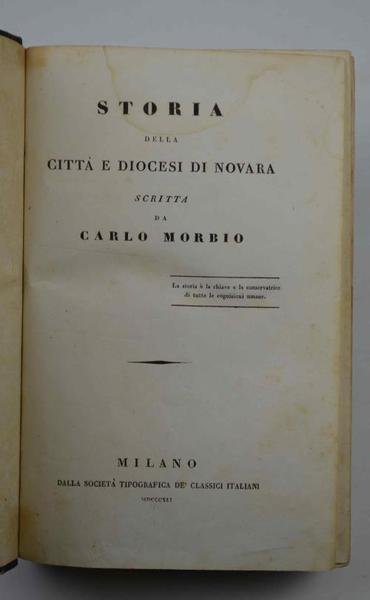 STORIA
DELLA
CITTÀ E DIOCESI DI NOVARA
SCRITTA
DA
CARLO MORBIO
La storia è la chiave e la conservatrice
di tutte le cognizioni umane.
MILANO
DALLA SOCIETÀ TIPOGRAFICA DE' CLASSICI ITALIANI
MDCCCXLI